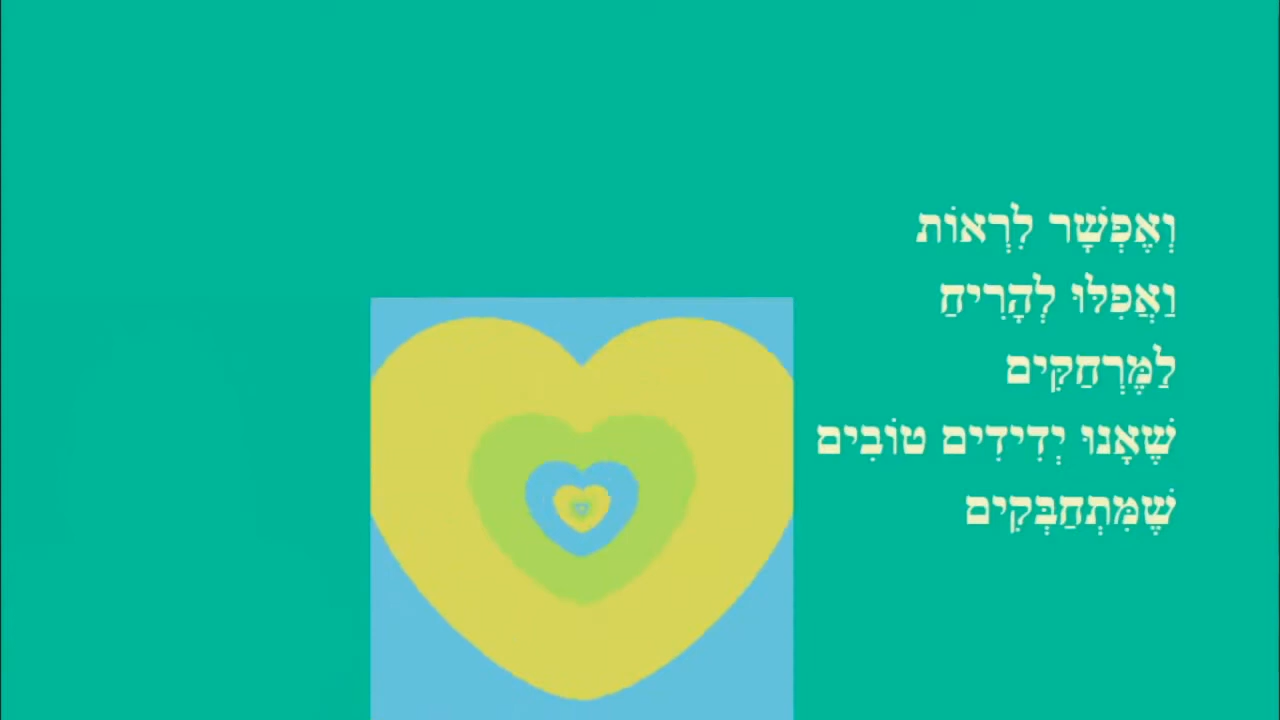 וְאֶפְשָׁר לִרְאוֹת
וַאֲפִלּוּ לְהָרִיחַ
לַמֶּרְחַקִּים
שֶׁאָנוּ יְדִידִים טוֹבִים
שֶׁמִּתְחַבְּקִים